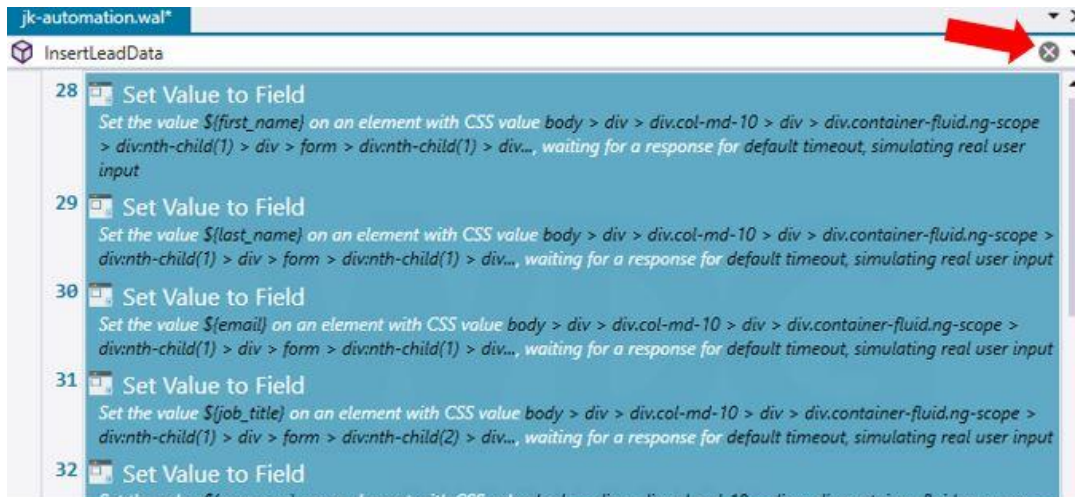 jk-automation.wal*
InsertLeadData
28 Set Value to Field
Set the value ${first_name} on an element with CSS value body > div > div.col-md-10 > div > div.container-fluid.ng-scope
> div:nth-child(1) > div > form > div:nth-child(1) > div..., waiting for a response for default timeout, simulating real user
input
29 Set Value to Field
Set the value ${last_name} on an element with CSS value body > div > div.col-md-10 > div > div.container-fluid.ng-scope >
div:nth-child(1) > div > form > div:nth-child(1) > div..., waiting for a response for default timeout, simulating real user input
30 Set Value to Field
Set the value ${email} on an element with CSS value body > div > div.col-md-10 > div > div.container-fluid.ng-scope >
div:nth-child(1) > div > form > div:nth-child(1) > div..., waiting for a response for default timeout, simulating real user input
31 Set Value to Field
Set the value ${job_title} on an element with CSS value body > div > div.col-md-10 > div > div.container-fluid.ng-scope >
div:nth-child(1) > div > form > div:nth-child(2) > div..., waiting for a response for default timeout, simulating real user input
32 Set Value to Field